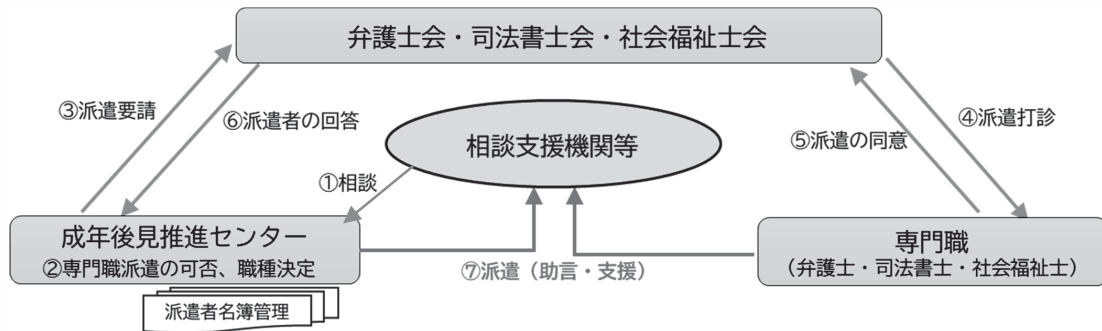 弁護士会・司法書士会・社会福祉士会
③派遣要請
⑥派遣者の回答
相談支援機関等
④派遣打診
⑤派遣の同意
①相談
成年後見推進センター
②専門職派遣の可否、職種決定
専門職
（弁護士・司法書士・社会福祉士）
⑦派遣（助言・支援）
派遣者名簿管理